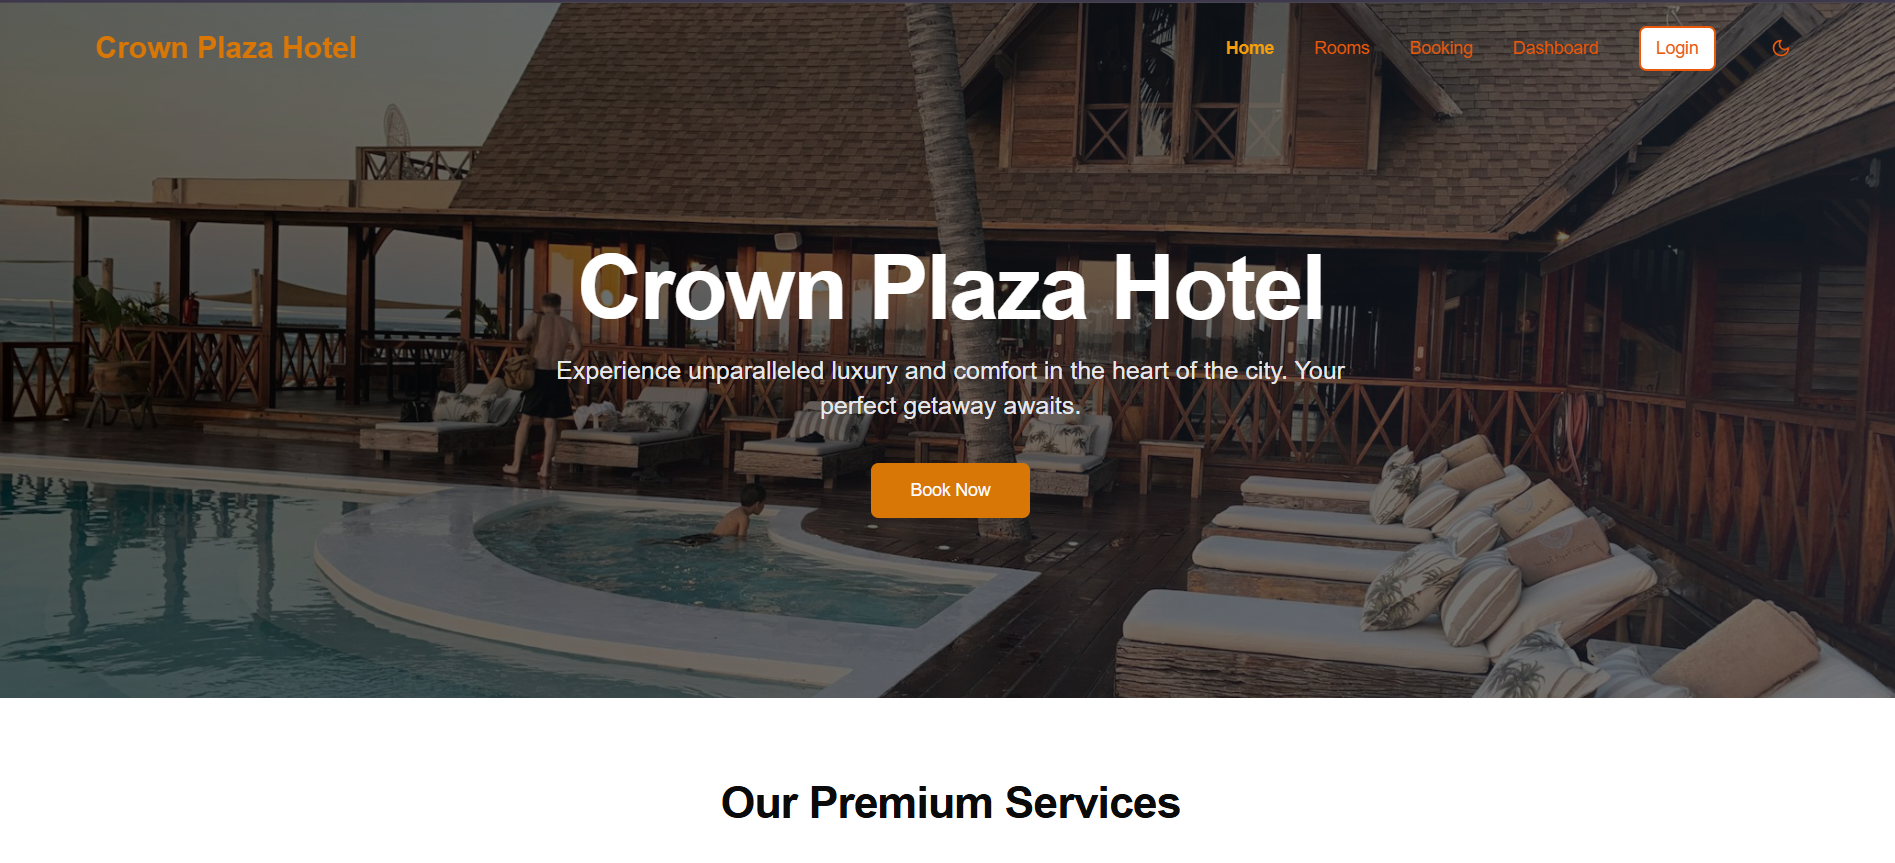 Crown Plaza Hotel
Home Rooms Booking Dashboard Login
Crown Plaza Hotel
Experience unparalleled luxury and comfort in the heart of the city. Your
perfect getaway awaits.
Book Now
Our Premium Services